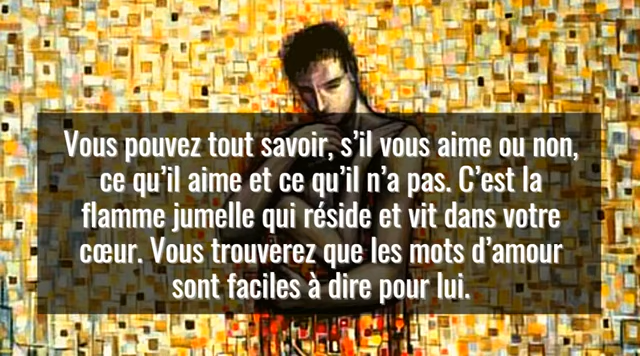 Vous pouvez tout savoir, s’il vous aime ou non,
ce qu’il aime et ce qu’il n’a pas. C’est la
flamme jumelle qui réside et vit dans votre
cœur. Vous trouverez que les mots d’amour
sont faciles à dire pour lui.